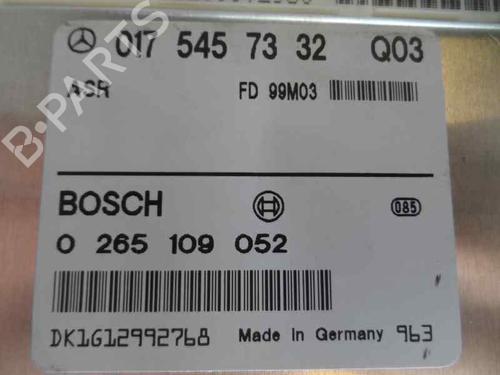 017 545 73 32 Q03
ASR FD 99M03
BOSCH 085
0 265 109 052
DK1G12992768 Made in Germany 963
B-PARTS